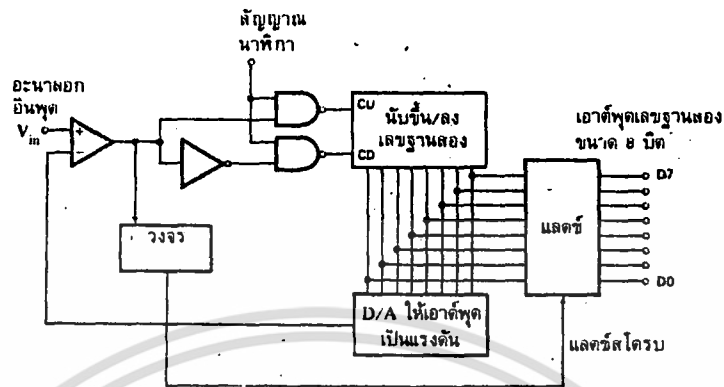 สัญญาณ
นาฬิกา
อะนาลอก
อินพุต
Vin
+
−
CU
CD
นับขึ้น/ลง
เลขฐานสอง
เอาต์พุตเลขฐานสอง
ขนาด 8 บิต
D7
แลตช์
D0
วงจร
D/A ให้เอาต์พุต
เป็นแรงดัน
แลตช์สโตรบ